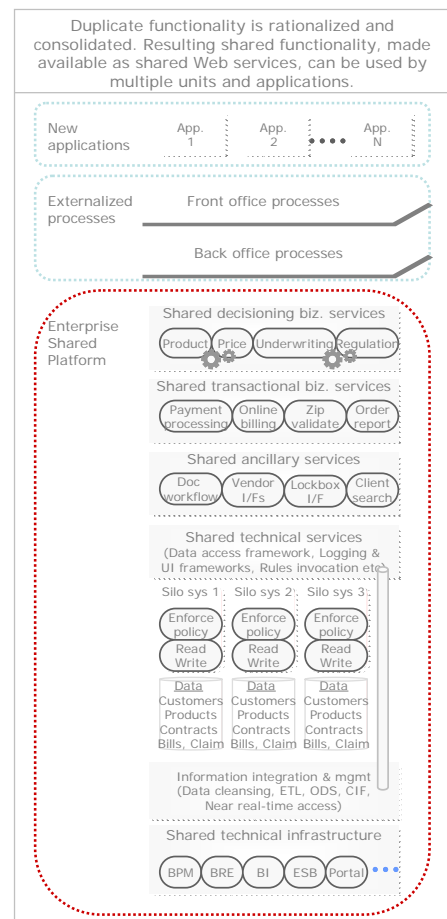 Duplicate functionality is rationalized and
consolidated. Resulting shared functionality, made
available as shared Web services, can be used by
multiple units and applications.
New
applications
App.
1
App.
2
App.
N
Externalized
processes
Front office processes
Back office processes
Enterprise
Shared
Platform
Shared decisioning biz. services
Product Price Underwriting Regulation
Shared transactional biz. services
Payment
processing
Online
billing
Zip
validate
Order
report
Shared ancillary services
Doc
workflow
Vendor
I/Fs
Lockbox
I/F
Client
search
Shared technical services
(Data access framework, Logging &
UI frameworks, Rules invocation etc
Silo sys 1 Silo sys 2 Silo sys 3
Enforce
policy
Enforce
policy
Enforce
policy
Read
Write
Read
Write
Read
Write
Data
Customers
Products
Contracts
Bills, Claim
Data
Customers
Products
Contracts
Bills, Claim
Data
Customers
Products
Contracts
Bills, Claim
Information integration & mgmt
(Data cleansing, ETL, ODS, CIF,
Near real-time access)
Shared technical infrastructure
BPM BRE BI ESB Portal